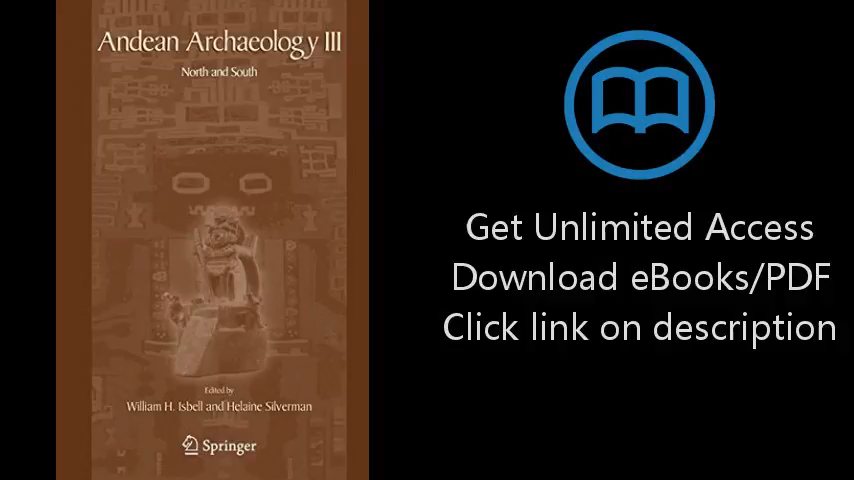 Andean Archaeology III
North and South
Edited by
William H. Isbell and Helaine Silverman
Springer
Get Unlimited Access
Download eBooks/PDF
Click link on description